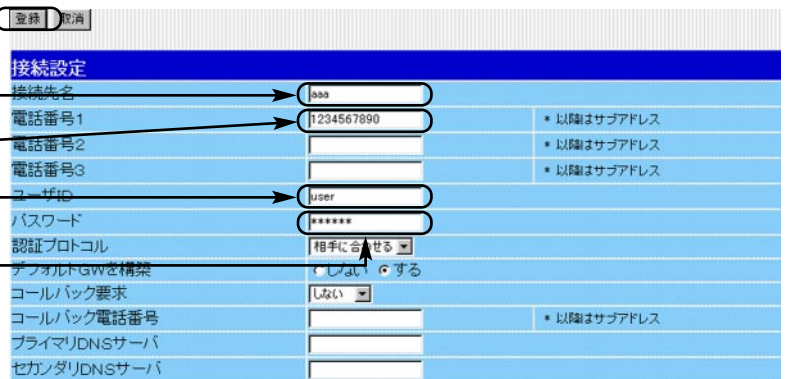 登録 取消
接続設定
接続先名 aaa
電話番号1 1234567890 * 以降はサブアドレス
電話番号2 * 以降はサブアドレス
電話番号3 * 以降はサブアドレス
ユーザID user
パスワード ******
認証プロトコル 相手に合わせる
デフォルトGWを構築 しない する
コールバック要求 しない
コールバック電話番号 * 以降はサブアドレス
プライマリDNSサーバ
セカンダリDNSサーバ